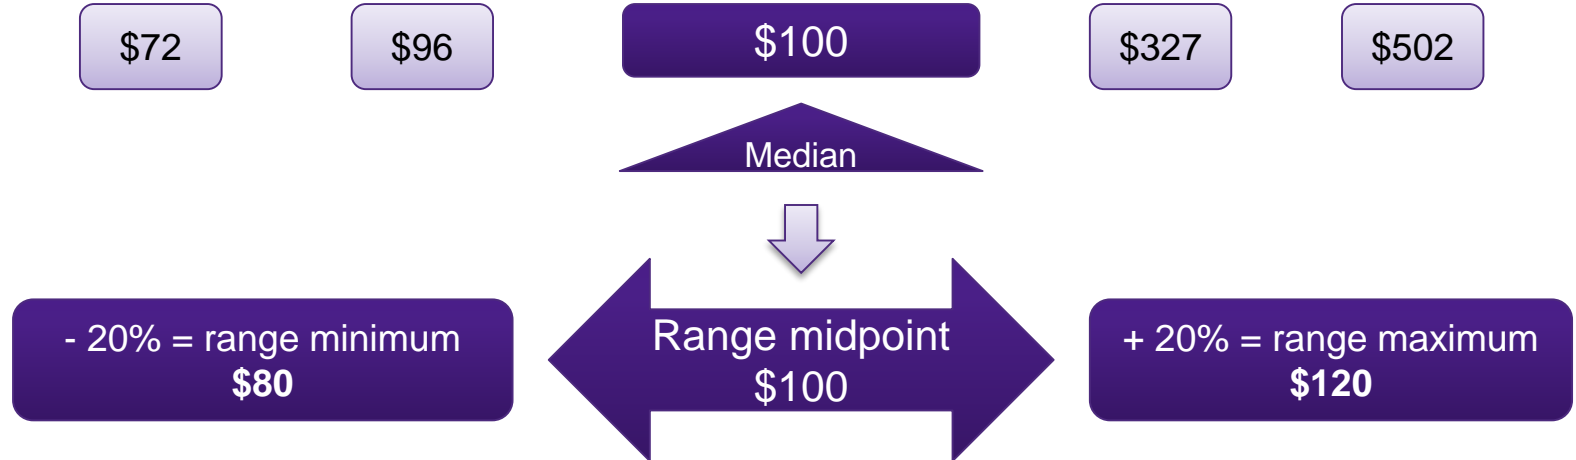 $72
$96
$100
$327
$502
Median
- 20% = range minimum
$80
Range midpoint
$100
+ 20% = range maximum
$120